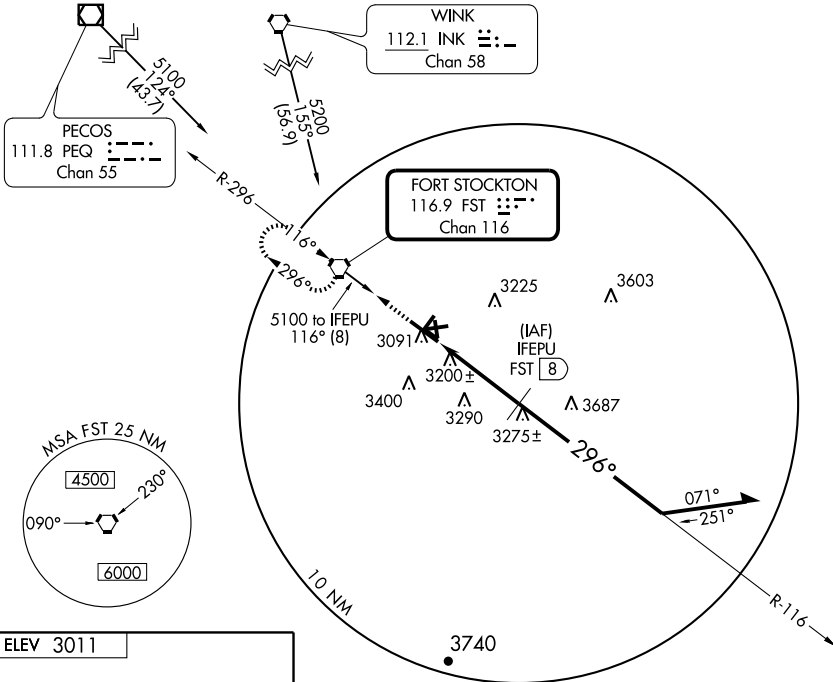 WINK
112.1 INK
Chan 58
5100
124°
(43.7)
5200
155°
(56.9)
PECOS
111.8 PEQ
Chan 55
R-296
FORT STOCKTON
116.9 FST
Chan 116
116°
296°
5100 to IFEPU
116° (8)
3225
3603
3091
(IAF)
IFEPU
FST 8
3200±
3400
3290
3687
3275±
296°
MSA FST 25 NM
4500
230°
090°
6000
071°
251°
10 NM
R-116
ELEV 3011
3740